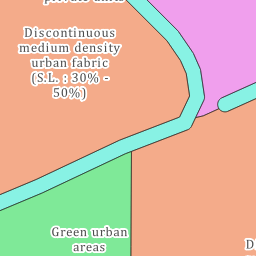 Discontinuous
medium density
urban fabric
(S.L. : 30% -
50%)
Green urban
areas